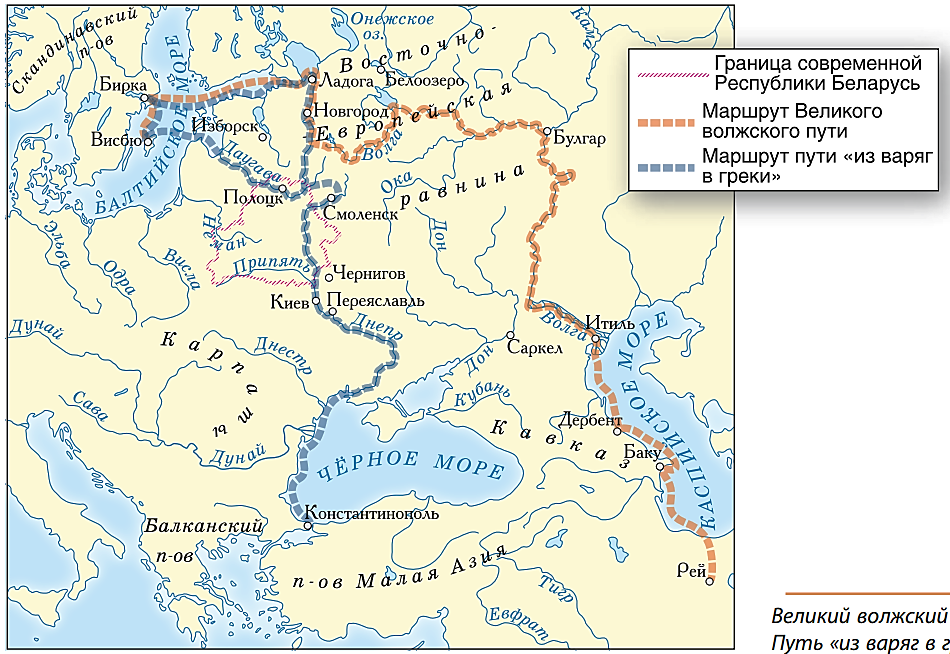 Скандинавский
п-ов
Онежское
оз.
Кама
Восточно-
Европейская
равнина
Бирка
Ладога
Белоозеро
Висбю
Изборск
Новгород
Волга
Булгар
БАЛТИЙСКОЕ МОРЕ
Даугава
Полоцк
Смоленск
Ока
Дон
Неман
Припять
Чернигов
Эльба
Одра
Висла
Киев
Переяславль
Днепр
Волга
Итиль
Дунай
Карпаты
Днестр
Саркел
Дон
Кубань
КАСПИЙСКОЕ МОРЕ
Сава
Дунай
Кавказ
Дербент
Баку
ЧЁРНОЕ МОРЕ
Константинополь
Балканский
п-ов
п-ов Малая Азия
Тигр
Евфрат
Рей
Граница современной
Республики Беларусь
Маршрут Великого
волжского пути
Маршрут пути «из варяг
в греки»
Великий волжский
Путь «из варяг в г